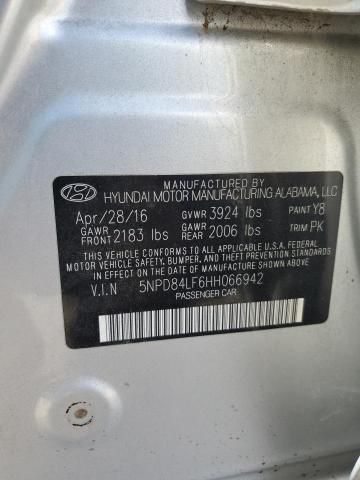 MANUFACTURED BY
HYUNDAI MOTOR MANUFACTURING ALABAMA, LLC
Apr/28/16 GVWR 3924 lbs PAINT Y8
GAWR FRONT 2183 lbs GAWR REAR 2006 lbs TRIM PK
THIS VEHICLE CONFORMS TO ALL APPLICABLE U.S. FEDERAL
MOTOR VEHICLE SAFETY, BUMPER, AND THEFT PREVENTION
STANDARDS IN EFFECT ON THE DATE OF MANUFACTURE SHOWN ABOVE.
V.I.N 5NPD84LF6HH066942
PASSENGER CAR